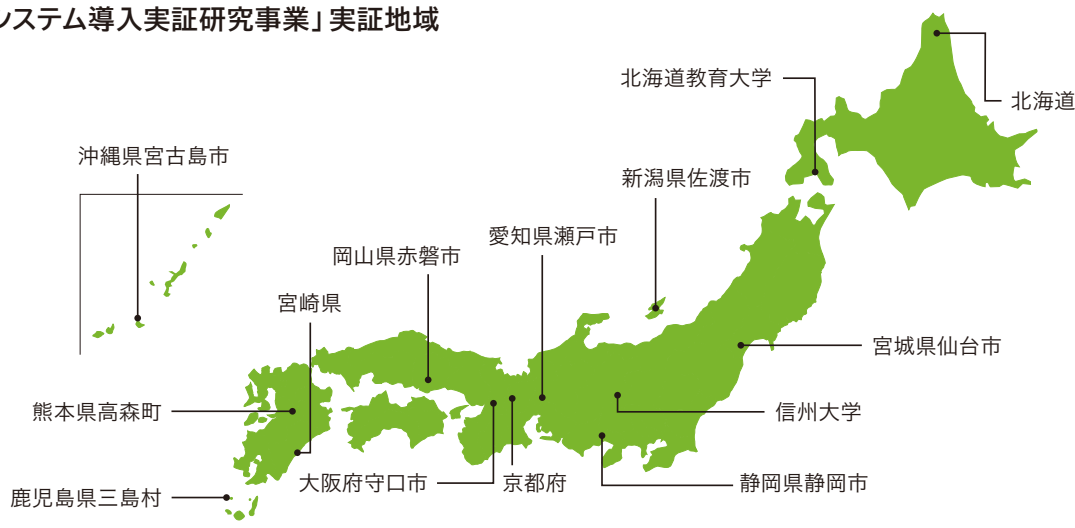 システム導入実証研究事業」実証地域
北海道教育大学
北海道
沖縄県宮古島市
新潟県佐渡市
愛知県瀬戸市
岡山県赤磐市
宮崎県
宮城県仙台市
熊本県高森町
信州大学
大阪府守口市
京都府
静岡県静岡市
鹿児島県三島村